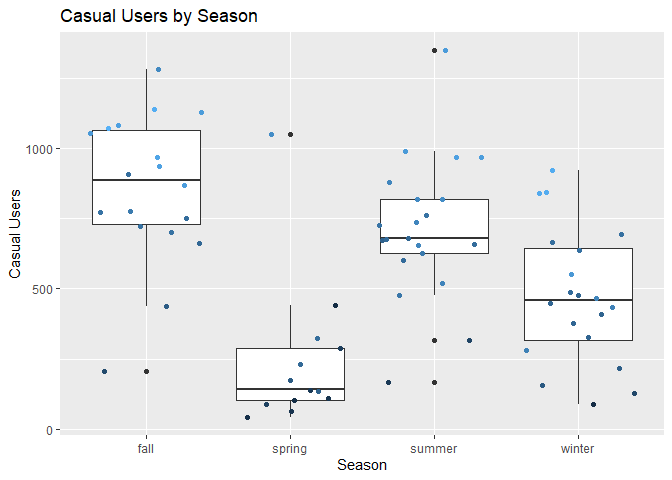 Casual Users by Season
Casual Users
1000
500
0
fall spring summer winter
Season